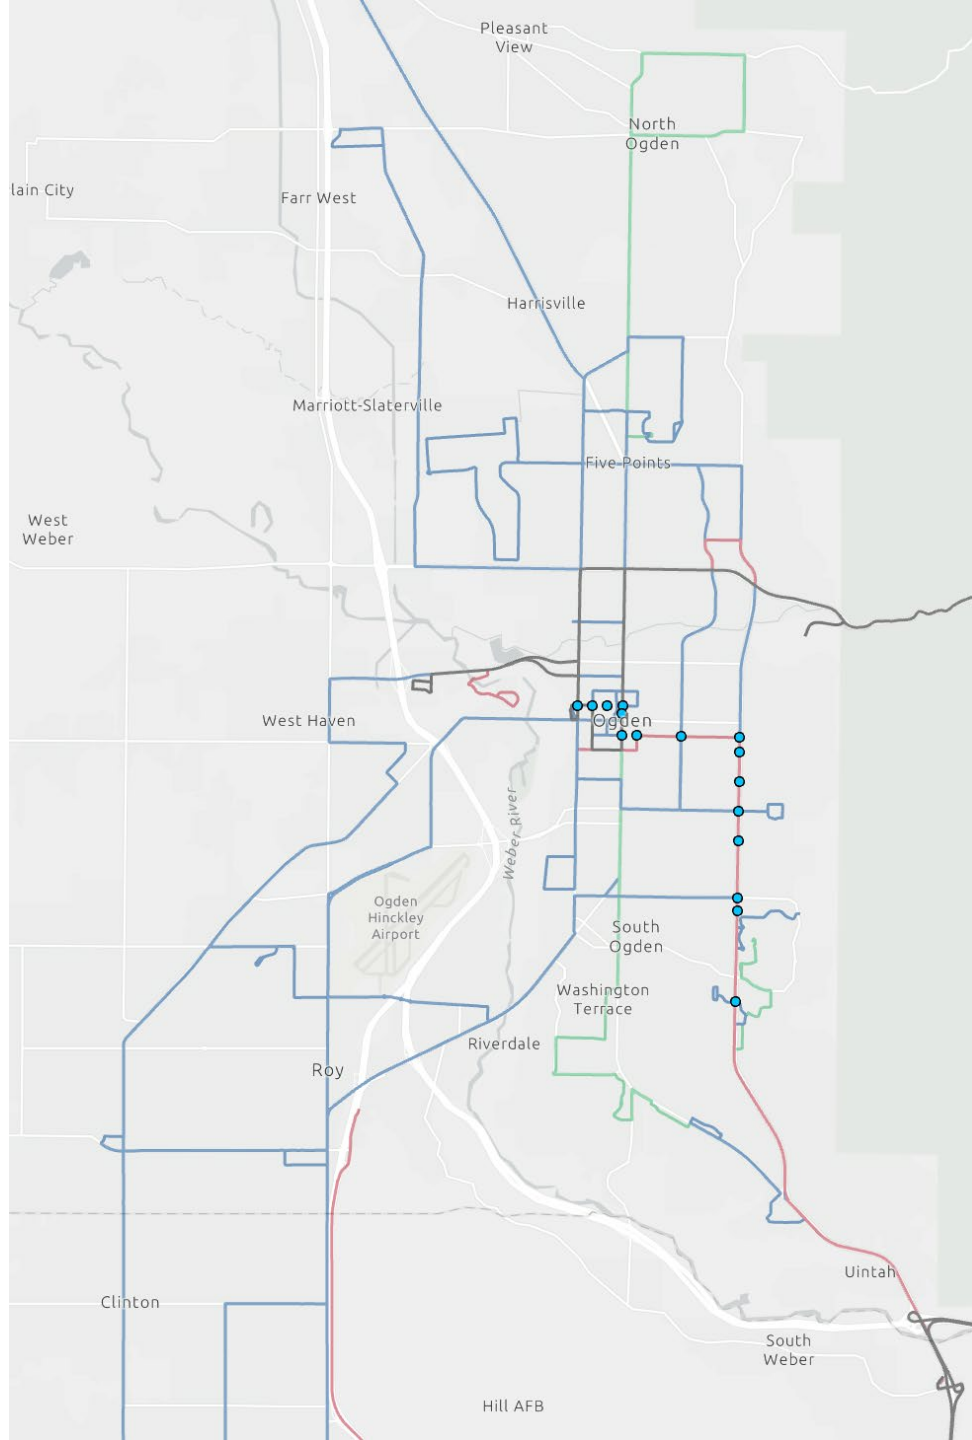 Pleasant
View
North
Ogden
lain City
Farr West
Harrisville
Marriott-Slaterville
Five Points
West
Weber
West Haven
Ogden
Weber River
Ogden
Hinckley
Airport
South
Ogden
Washington
Terrace
Riverdale
Roy
Uintah
Clinton
South
Weber
Hill AFB